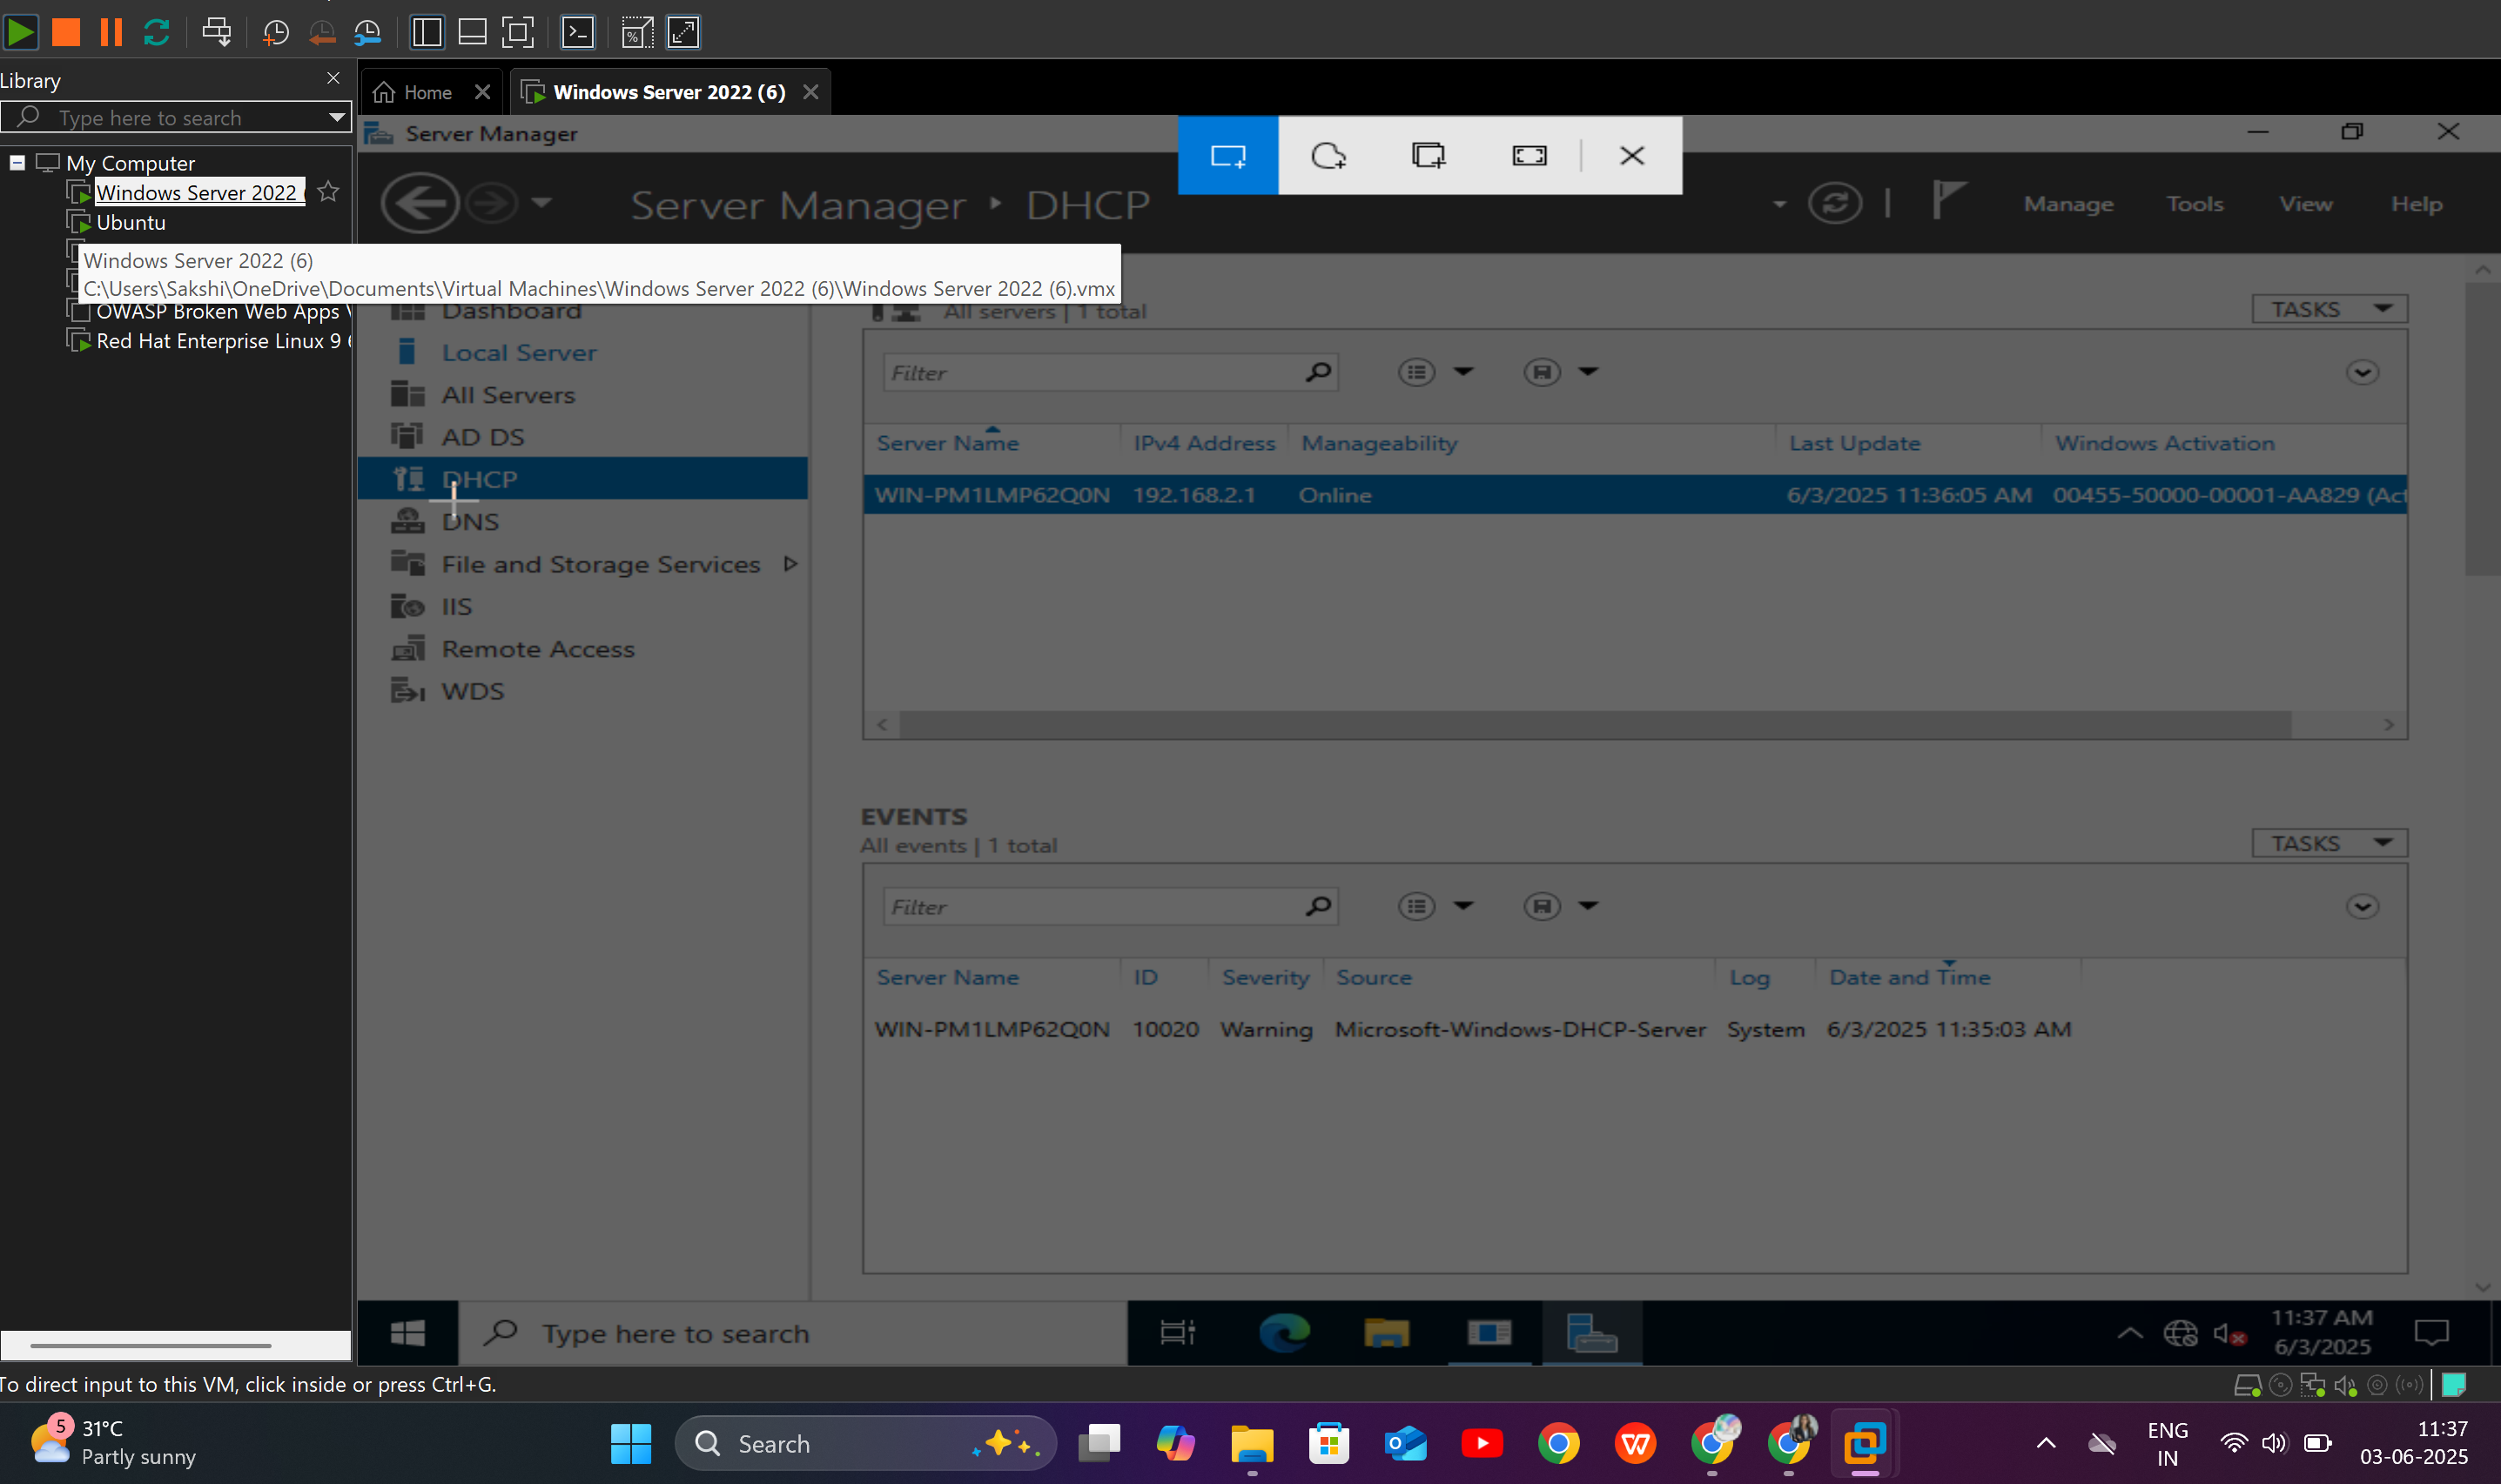 Library
Type here to search
My Computer
Windows Server 2022 (
Ubuntu
Windows Server 2022 (6)
C:\Users\Sakshi\OneDrive\Documents\Virtual Machines\Windows Server 2022 (6)\Windows Server 2022 (6).vmx
OWASP Broken Web Apps
Red Hat Enterprise Linux 9
Home
Windows Server 2022 (6)
Server Manager
Server Manager DHCP
Manage Tools View Help
Dashboard
Local Server
All Servers
AD DS
DHCP
DNS
File and Storage Services
IIS
Remote Access
WDS
All servers | 1 total
TASKS
Filter
Server Name IPv4 Address Manageability Last Update Windows Activation
WIN-PM1LMP62Q0N 192.168.2.1 Online 6/3/2025 11:36:05 AM 00455-50000-00001-AA829 (Act
EVENTS
All events | 1 total
TASKS
Filter
Server Name ID Severity Source Log Date and Time
WIN-PM1LMP62Q0N 10020 Warning Microsoft-Windows-DHCP-Server System 6/3/2025 11:35:03 AM
Type here to search
11:37 AM
6/3/2025
To direct input to this VM, click inside or press Ctrl+G.
5
31°C
Partly sunny
Search
ENG
IN
11:37
03-06-2025